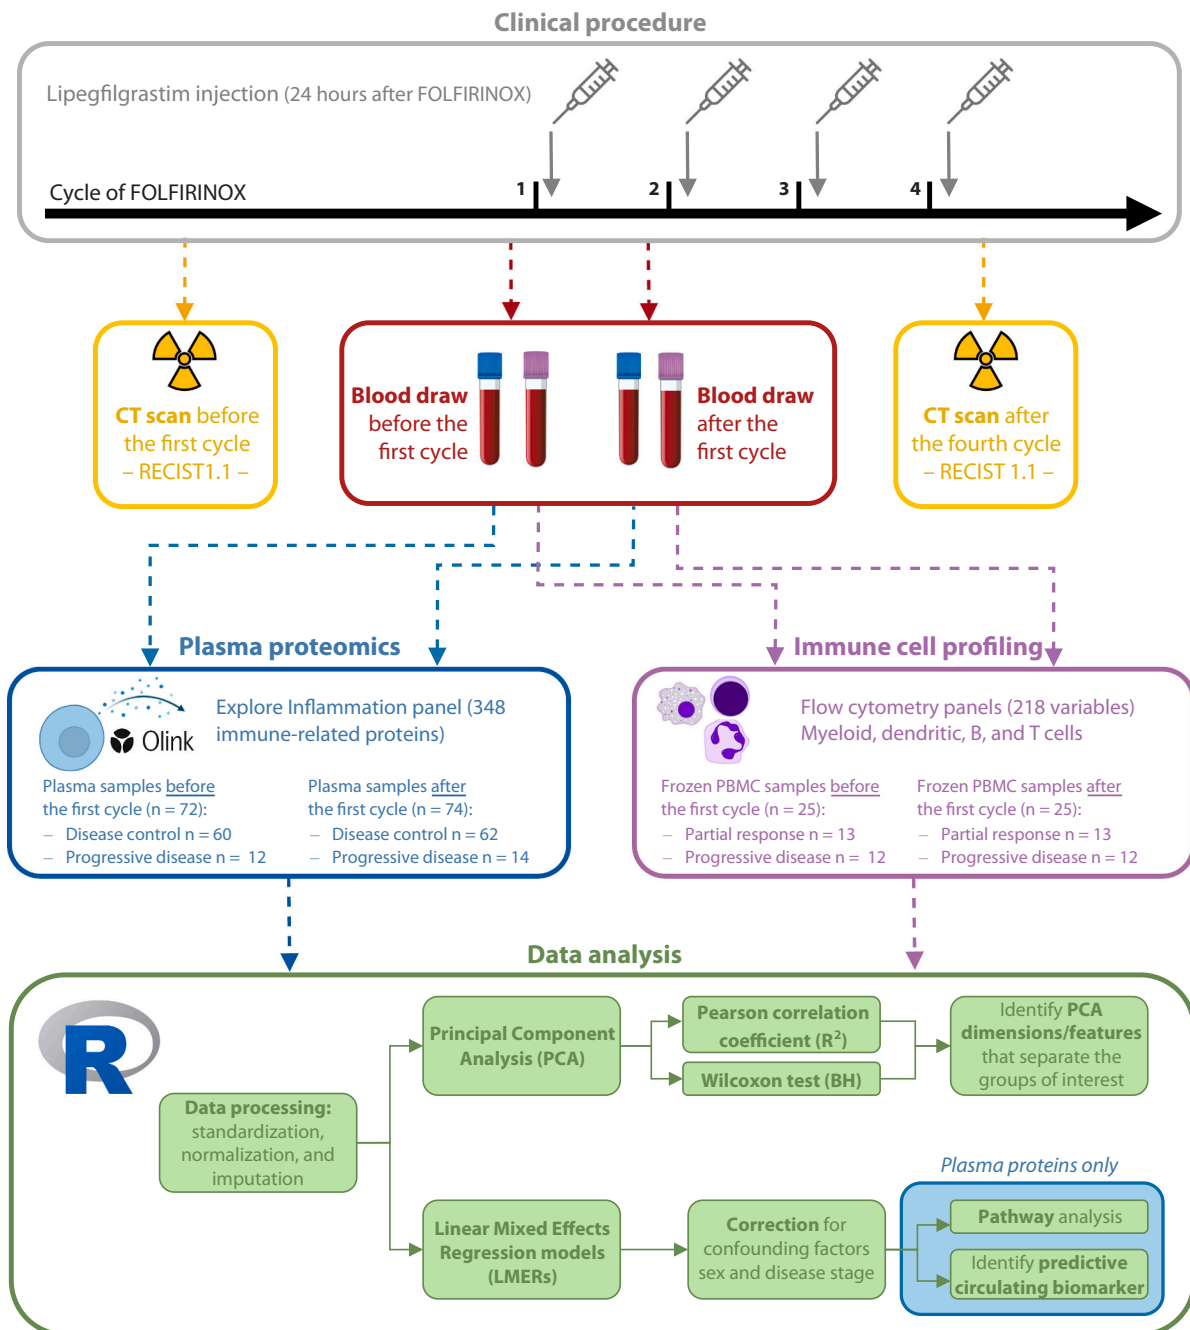 Clinical procedure
Lipegfilgrastim injection (24 hours after FOLFIRINOX)
Cycle of FOLFIRINOX
1
2
3
4
CT scan before
the first cycle
– RECIST1.1 –
Blood draw
before the
first cycle
Blood draw
after the
first cycle
CT scan after
the fourth cycle
– RECIST 1.1 –
Plasma proteomics
Olink
Explore Inflammation panel (348
immune-related proteins)
Plasma samples before
the first cycle (n = 72):
– Disease control n = 60
– Progressive disease n = 12
Plasma samples after
the first cycle (n = 74):
– Disease control n = 62
– Progressive disease n = 14
Immune cell profiling
Flow cytometry panels (218 variables)
Myeloid, dendritic, B, and T cells
Frozen PBMC samples before
the first cycle (n = 25):
– Partial response n = 13
– Progressive disease n = 12
Frozen PBMC samples after
the first cycle (n = 25):
– Partial response n = 13
– Progressive disease n = 12
Data analysis
R
Data processing:
standardization,
normalization, and
imputation
Principal Component
Analysis (PCA)
Pearson correlation
coefficient (R²)
Wilcoxon test (BH)
Identify PCA
dimensions/features
that separate the
groups of interest
Linear Mixed Effects
Regression models
(LMERs)
Correction for
confounding factors
sex and disease stage
Plasma proteins only
Pathway analysis
Identify predictive
circulating biomarker